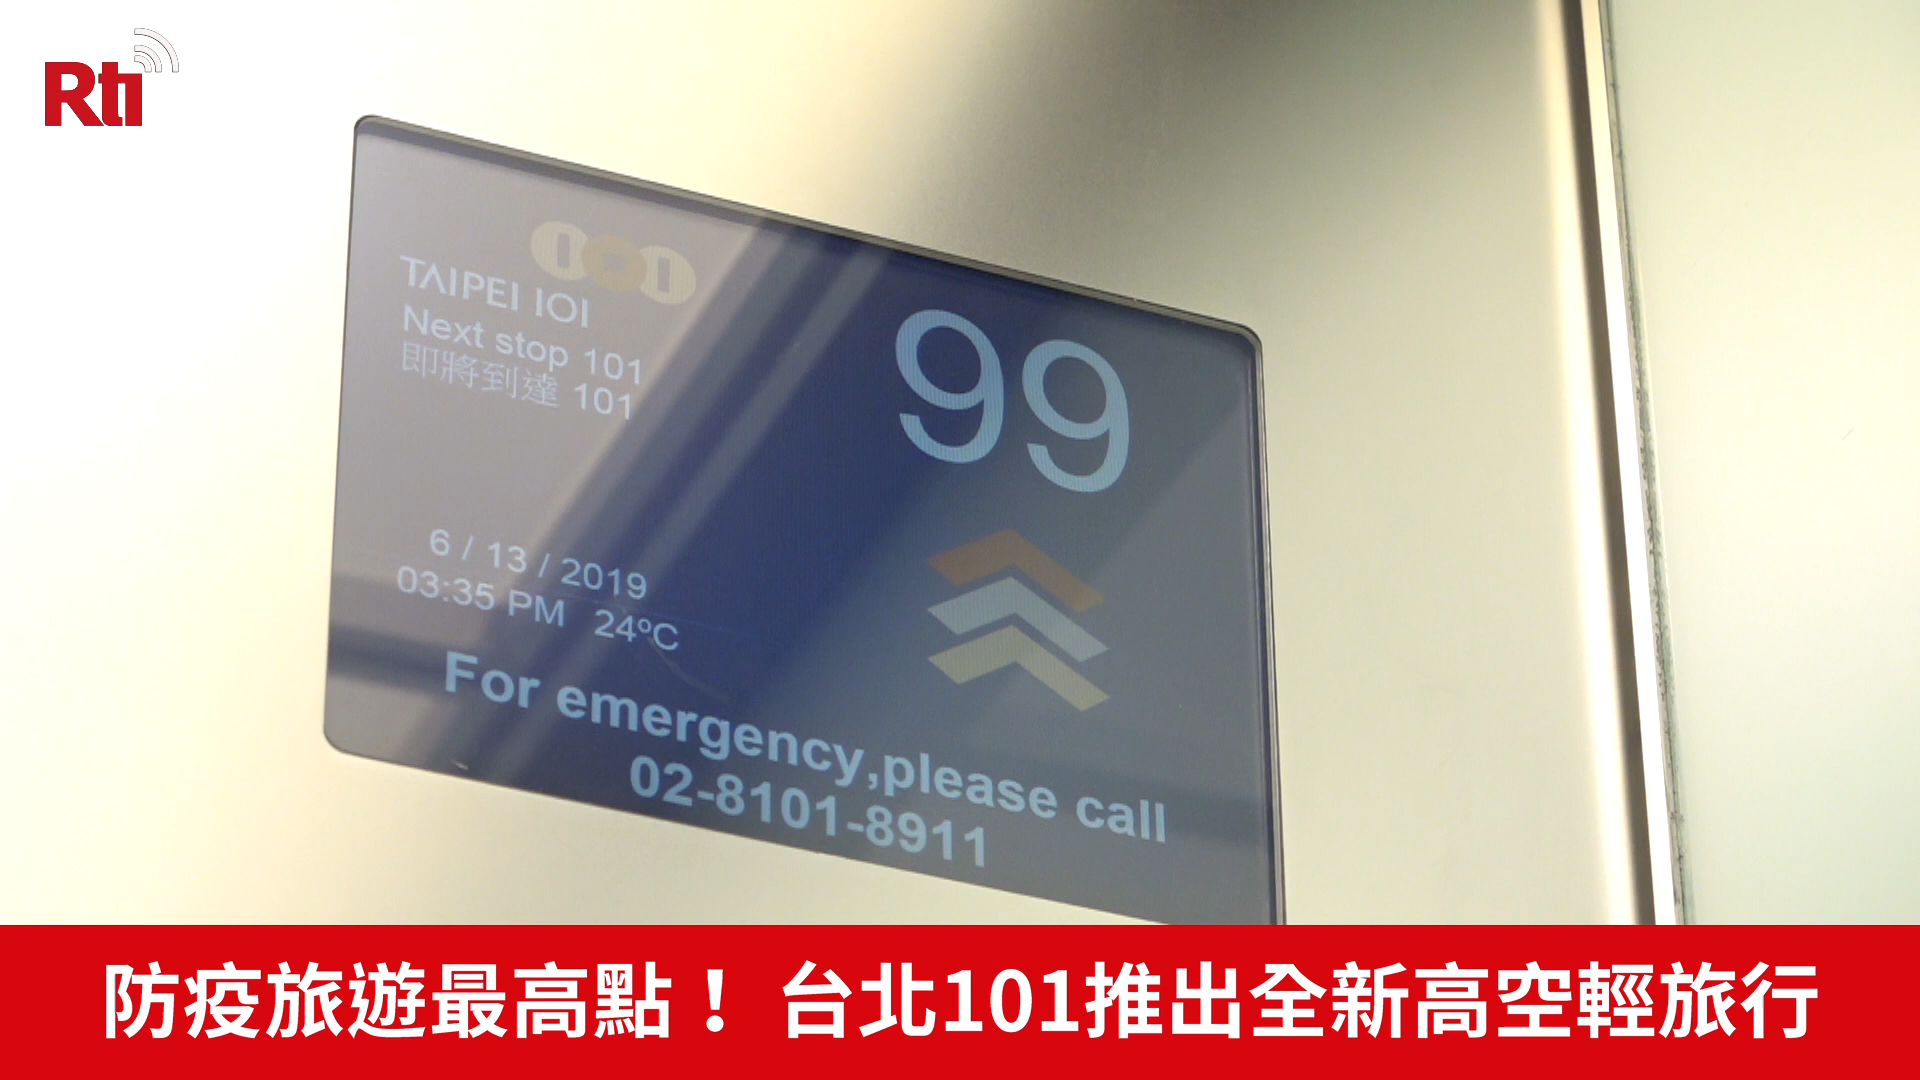 Rti
TAIPEI 101
Next stop 101
即將到達 101
99
6 / 13 / 2019
03:35 PM 24ºC
For emergency,please call
02-8101-8911
防疫旅遊最高點！ 台北101推出全新高空輕旅行